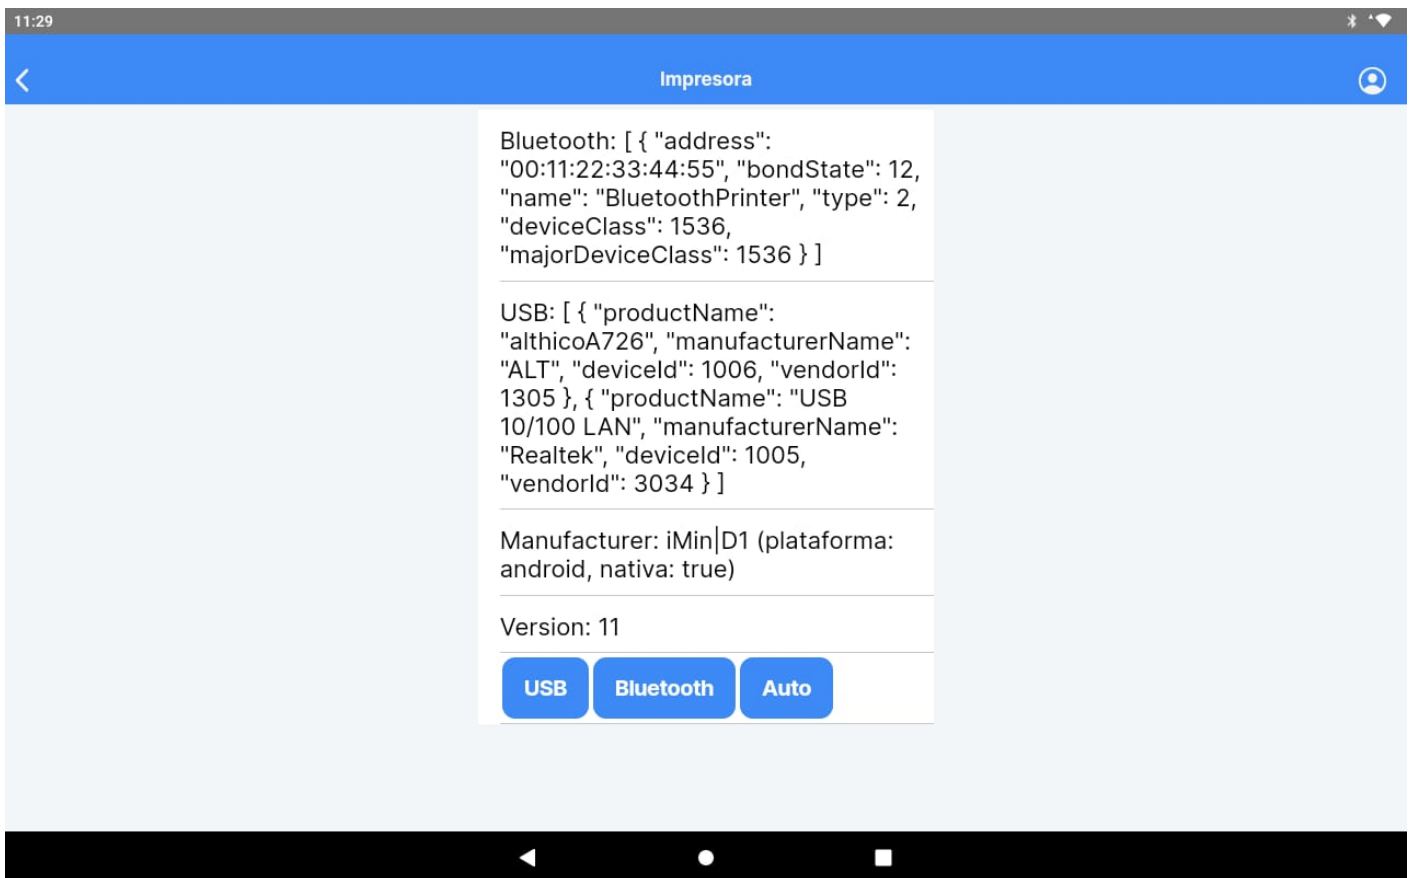 11:29
Impresora
Bluetooth: [ { "address":
"00:11:22:33:44:55", "bondState": 12,
"name": "BluetoothPrinter", "type": 2,
"deviceClass": 1536,
"majorDeviceClass": 1536 } ]
USB: [ { "productName":
"althicoA726", "manufacturerName":
"ALT", "deviceId": 1006, "vendorId":
1305 }, { "productName": "USB
10/100 LAN", "manufacturerName":
"Realtek", "deviceId": 1005,
"vendorId": 3034 } ]
Manufacturer: iMin|D1 (plataforma:
android, nativa: true)
Version: 11
USB Bluetooth Auto